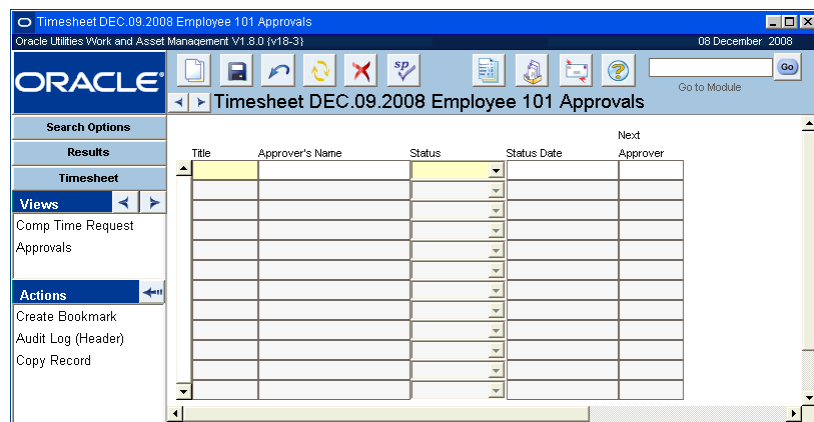 Timesheet DEC.09.2008 Employee 101 Approvals
Oracle Utilities Work and Asset Management V1.8.0 (v18-3)
08 December 2008
ORACLE
sp
Go
Go to Module
Timesheet DEC.09.2008 Employee 101 Approvals
Search Options
Results
Timesheet
Views
Comp Time Request
Approvals
Actions
Create Bookmark
Audit Log (Header)
Copy Record
Title
Approver's Name
Status
Status Date
Next
Approver